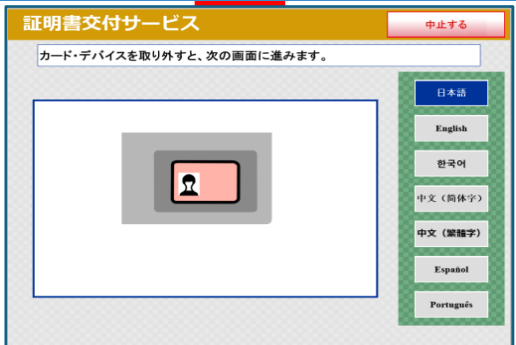 証明書交付サービス
中止する
カード・デバイスを取り外すと、次の画面に進みます。
日本語
English
한국어
中文（简体字）
中文（繁體字）
Español
Português